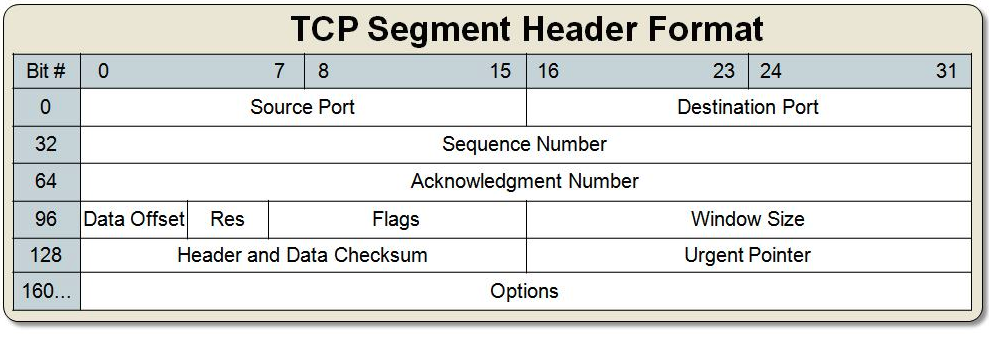 TCP Segment Header Format
Bit # 0 7 8 15 16 23 24 31
0 Source Port Destination Port
32 Sequence Number
64 Acknowledgment Number
96 Data Offset Res Flags Window Size
128 Header and Data Checksum Urgent Pointer
160... Options